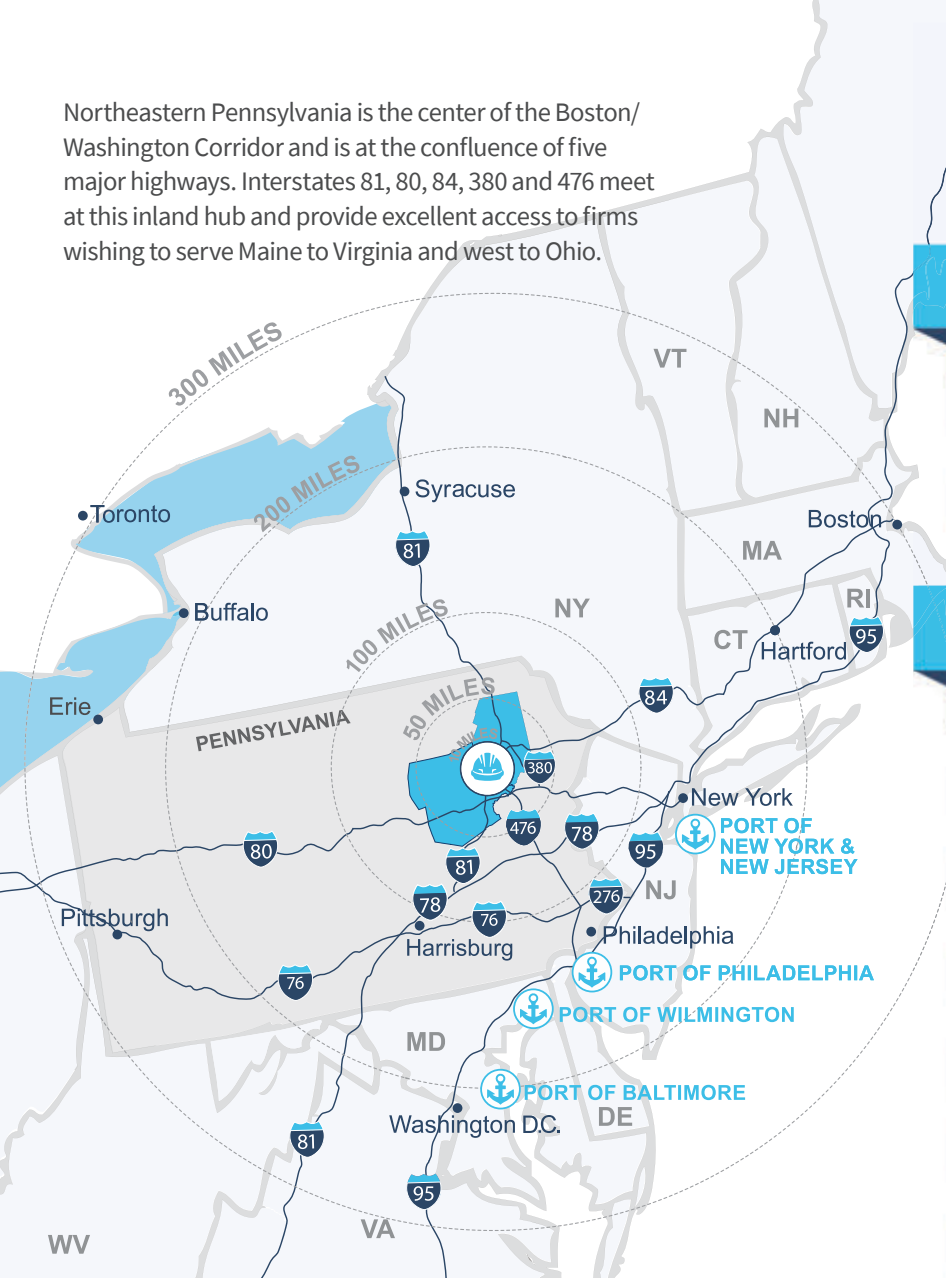 Northeastern Pennsylvania is the center of the Boston/
Washington Corridor and is at the confluence of five
major highways. Interstates 81, 80, 84, 380 and 476 meet
at this inland hub and provide excellent access to firms
wishing to serve Maine to Virginia and west to Ohio.
300 MILES
VT
NH
200 MILES
Syracuse
Toronto
Boston
81
MA
Buffalo
100 MILES
NY
RI
CT
Hartford
95
50 MILES
84
Erie
PENNSYLVANIA
380
New York
476
78
PORT OF
NEW YORK &
NEW JERSEY
80
95
81
78
276
NJ
76
Pittsburgh
Harrisburg
Philadelphia
76
PORT OF PHILADELPHIA
PORT OF WILMINGTON
MD
PORT OF BALTIMORE
Washington D.C.
DE
81
95
VA
WV